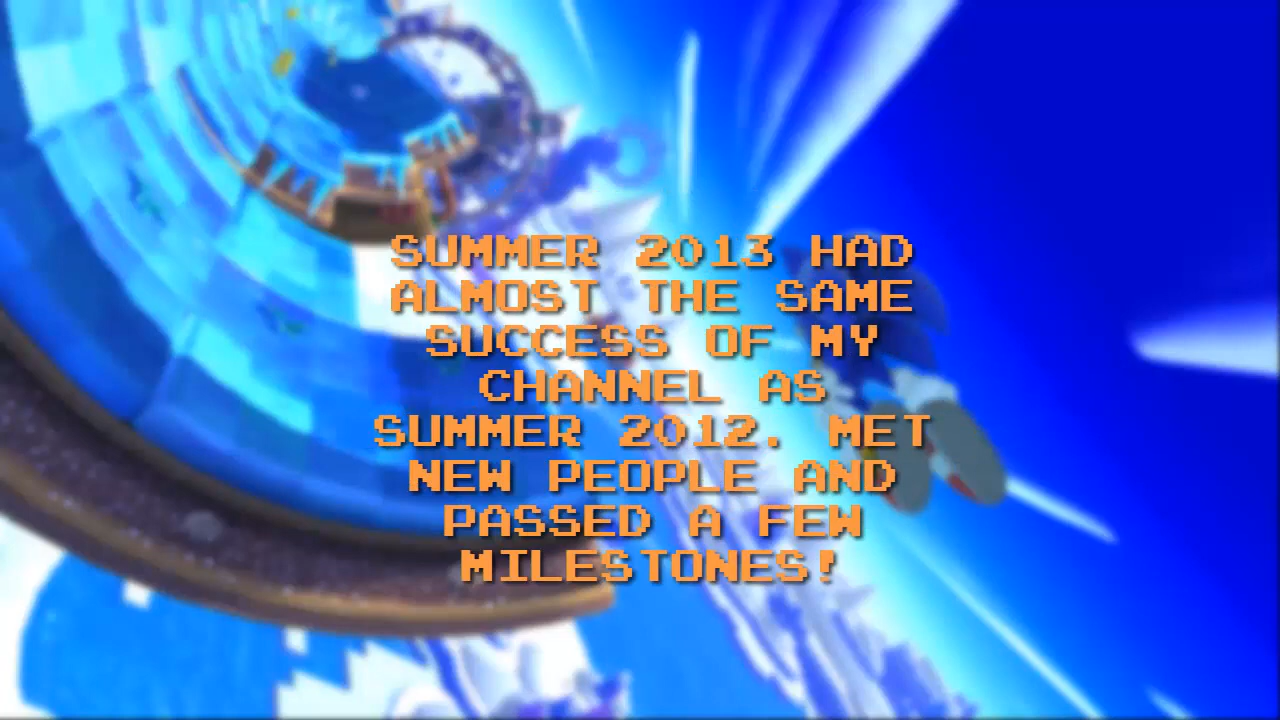 SUMMER 2013 HAD
ALMOST THE SAME
SUCCESS OF MY
CHANNEL AS
SUMMER 2012. MET
NEW PEOPLE AND
PASSED A FEW
MILESTONES!